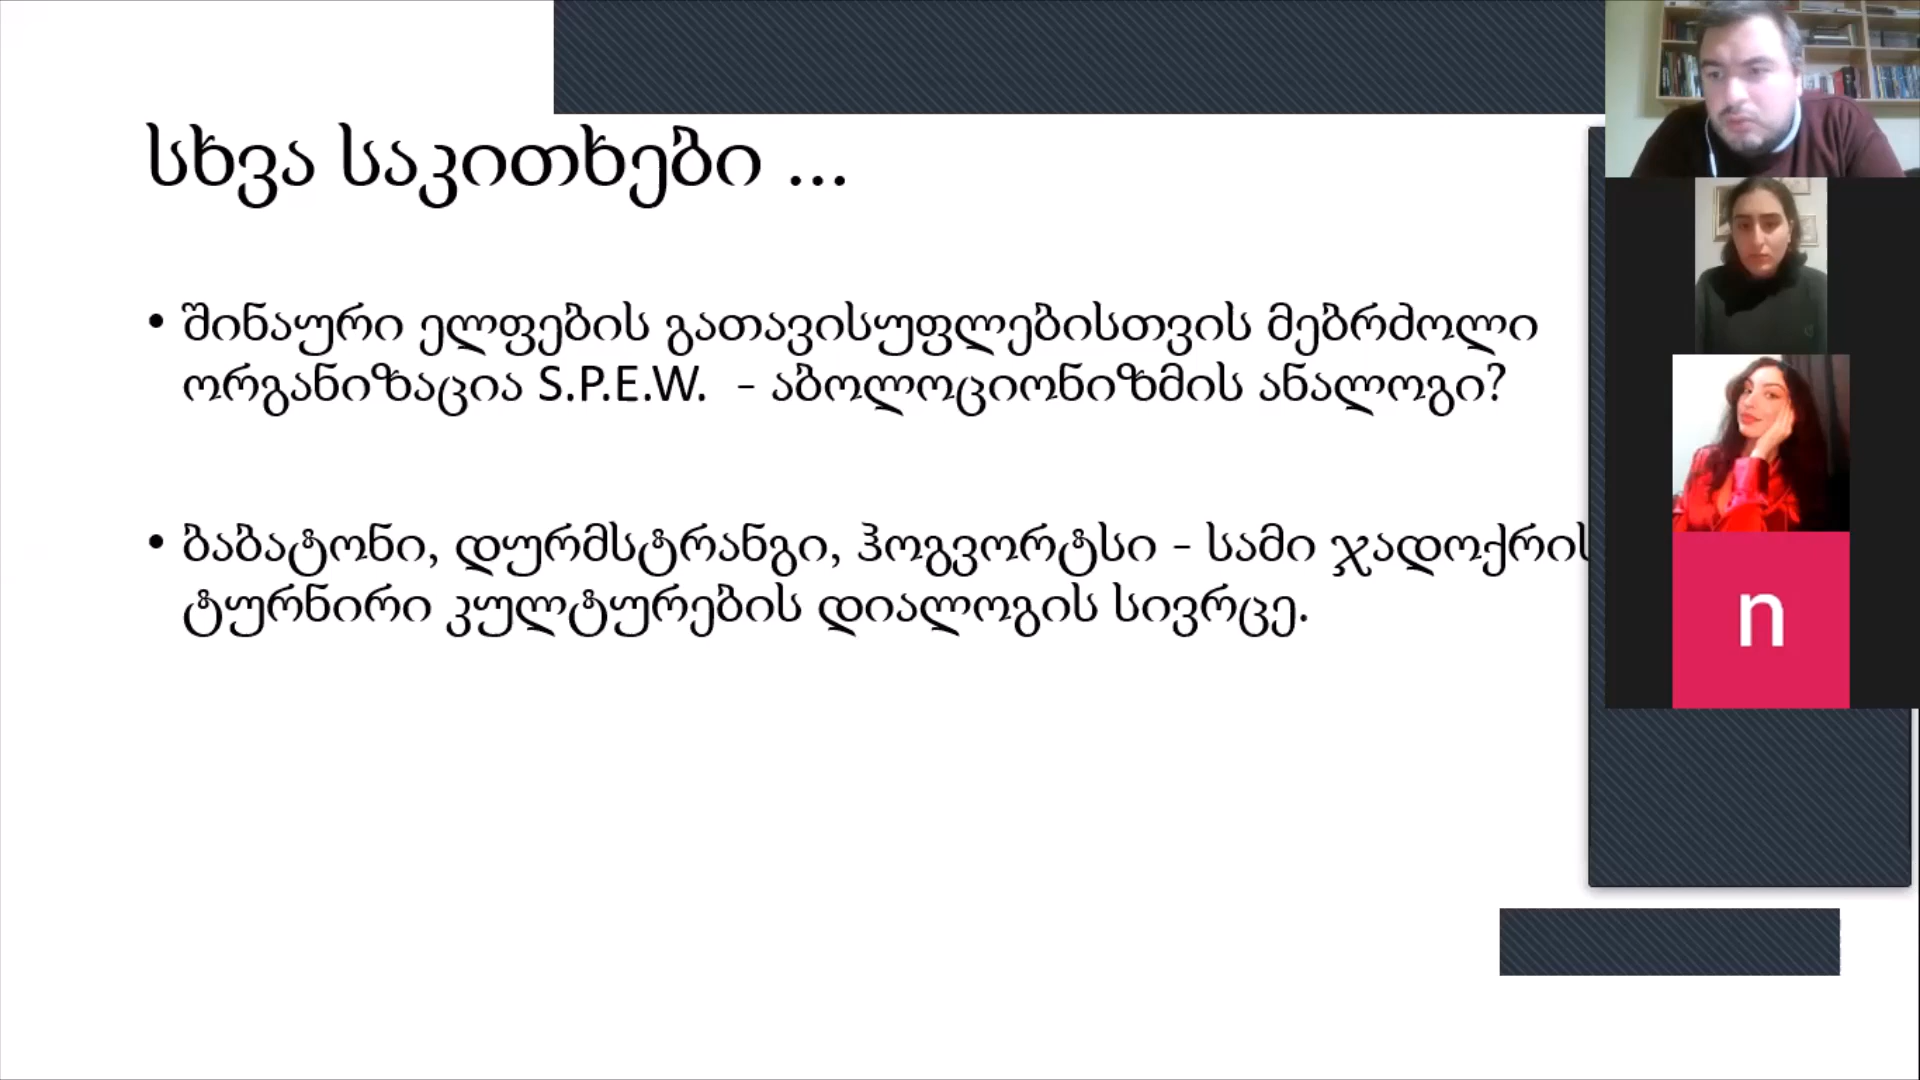 სხვა საკითხები ...
• შინაური ელფების გათავისუფლებისთვის მებრძოლი
ორგანიზაცია S.P.E.W. – აბოლოციონიზმის ანალოგი?
• ბაბატონი, დურმსტრანგი, ჰოგვორტსი – სამი ჯადოქრის
ტურნირი კულტურების დიალოგის სივრცე.
n